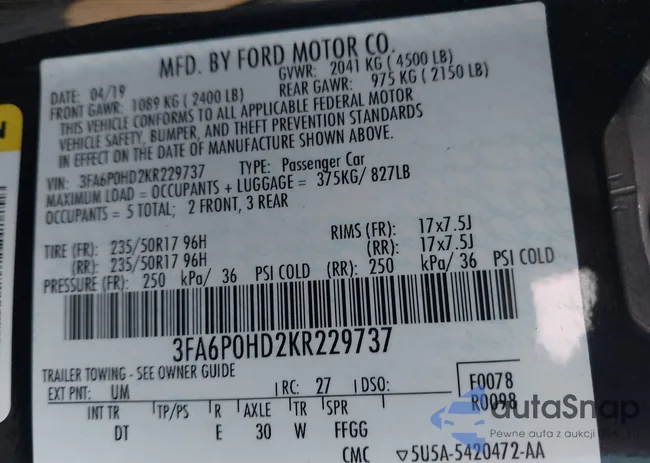 MFD. BY FORD MOTOR CO.
DATE: 04/19 GVWR: 2041 KG ( 4500 LB)
FRONT GAWR: 1089 KG ( 2400 LB) REAR GAWR: 975 KG ( 2150 LB)
THIS VEHICLE CONFORMS TO ALL APPLICABLE FEDERAL MOTOR
VEHICLE SAFETY, BUMPER, AND THEFT PREVENTION STANDARDS
IN EFFECT ON THE DATE OF MANUFACTURE SHOWN ABOVE.
VIN: 3FA6P0HD2KR229737 TYPE: Passenger Car
MAXIMUM LOAD = OCCUPANTS + LUGGAGE = 375KG/ 827LB
OCCUPANTS = 5 TOTAL; 2 FRONT, 3 REAR
TIRE (FR): 235/50R17 96H RIMS (FR): 17x7.5J
(RR): 235/50R17 96H (RR): 17x7.5J
PRESSURE (FR): 250 kPa/ 36 PSI COLD (RR): 250 kPa/ 36 PSI COLD
3FA6P0HD2KR229737
TRAILER TOWING - SEE OWNER GUIDE
EXT PNT: UM RC: 27 DSO: F0078
R0098
INT TR TP/PS R AXLE TR SPR
DT E 30 W FFGG
CMC ▽5U5A-5420472-AA
N
autaSnap
Pewne auta z aukcji